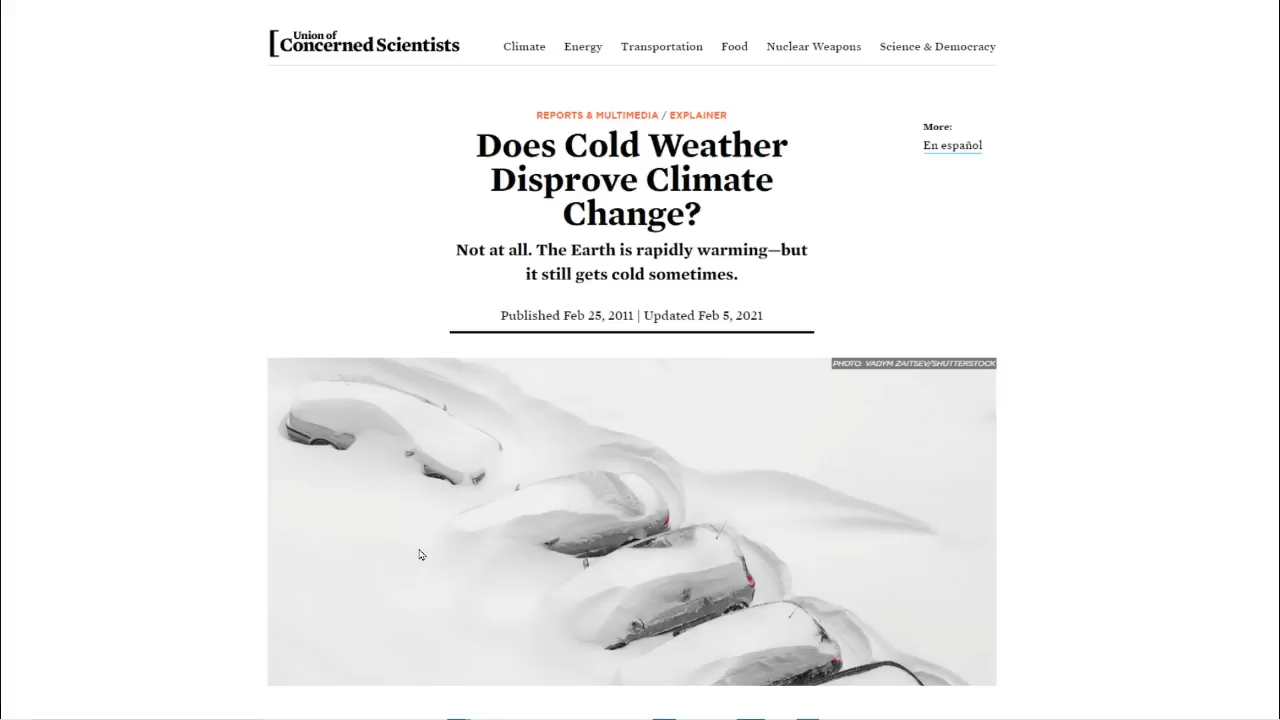 Union of
Concerned Scientists
Climate Energy Transportation Food Nuclear Weapons Science & Democracy
REPORTS & MULTIMEDIA / EXPLAINER
Does Cold Weather
Disprove Climate
Change?
Not at all. The Earth is rapidly warming—but
it still gets cold sometimes.
Published Feb 25, 2011 | Updated Feb 5, 2021
More:
En español
PHOTO: VADYM ZAITSEV/SHUTTERSTOCK